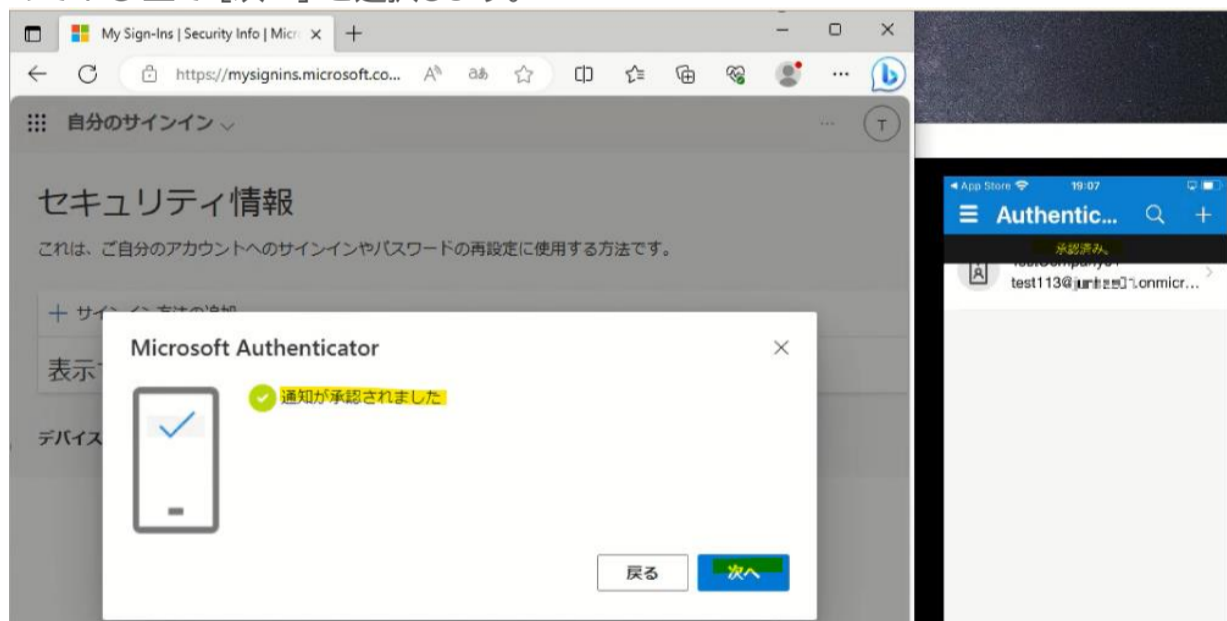 My Sign-Ins | Security Info | Micr
https://mysignins.microsoft.co...
自分のサインイン
T
セキュリティ情報
これは、ご自分のアカウントへのサインインやパスワードの再設定に使用する方法です。
Microsoft Authenticator
通知が承認されました
デバイス
戻る
次へ
App Store
19:07
Authentic...
承認済み。